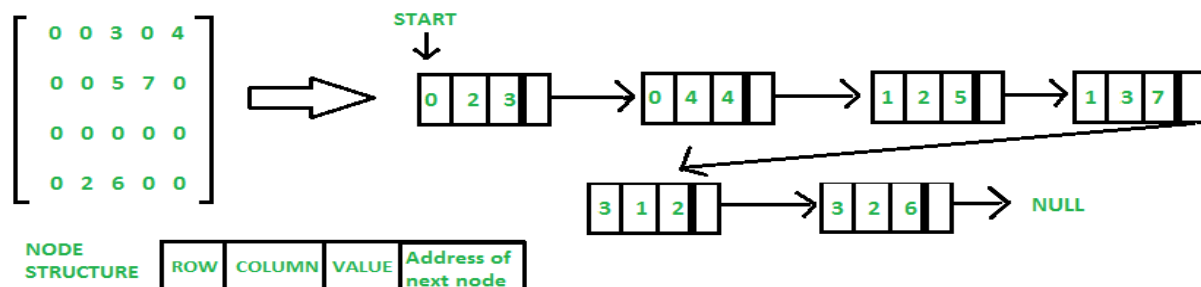 0 0 3 0 4
0 0 5 7 0
0 0 0 0 0
0 2 6 0 0
START
0 2 3
0 4 4
1 2 5
1 3 7
3 1 2
3 2 6
NULL
NODE
STRUCTURE
ROW
COLUMN
VALUE
Address of
next node